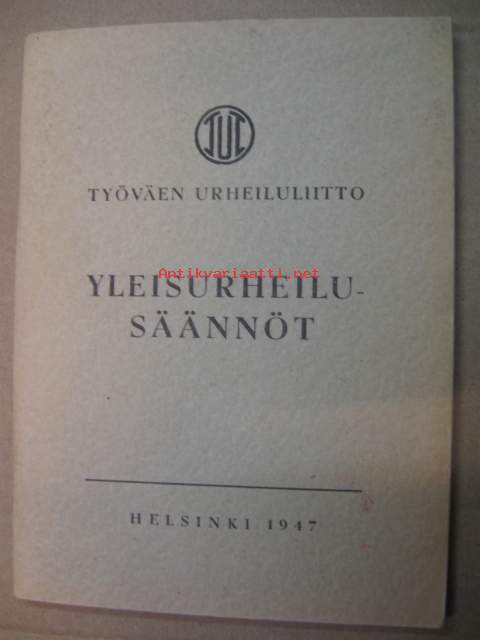 TUL
TYÖVÄEN URHEILULIITTO
Antikvariaatti.net
YLEISURHEILU-
SÄÄNNÖT
HELSINKI 1947